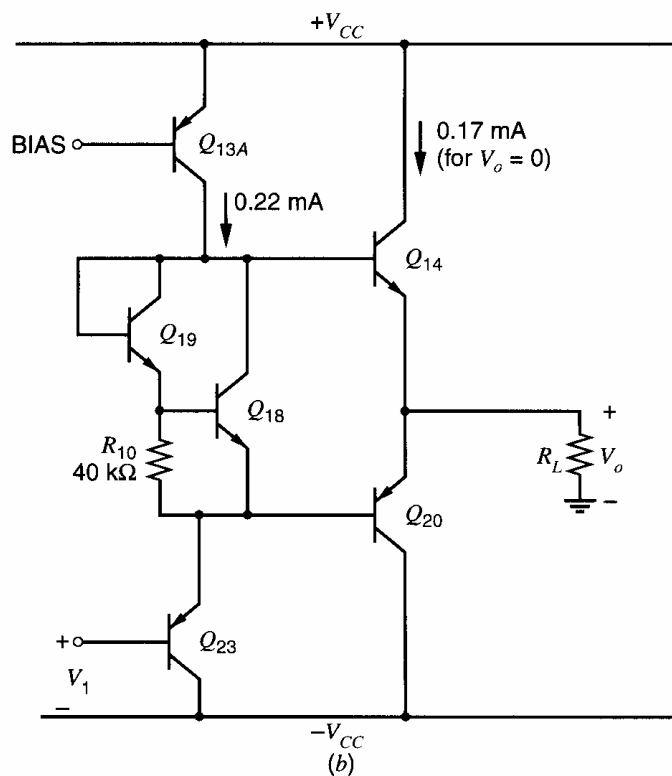 +V_CC
BIAS
Q_13A
0.17 mA
(for V_o = 0)
0.22 mA
Q_14
Q_19
Q_18
R_10
40 kΩ
+
R_L
V_o
–
Q_20
+
Q_23
V_1
–
–V_CC
(b)